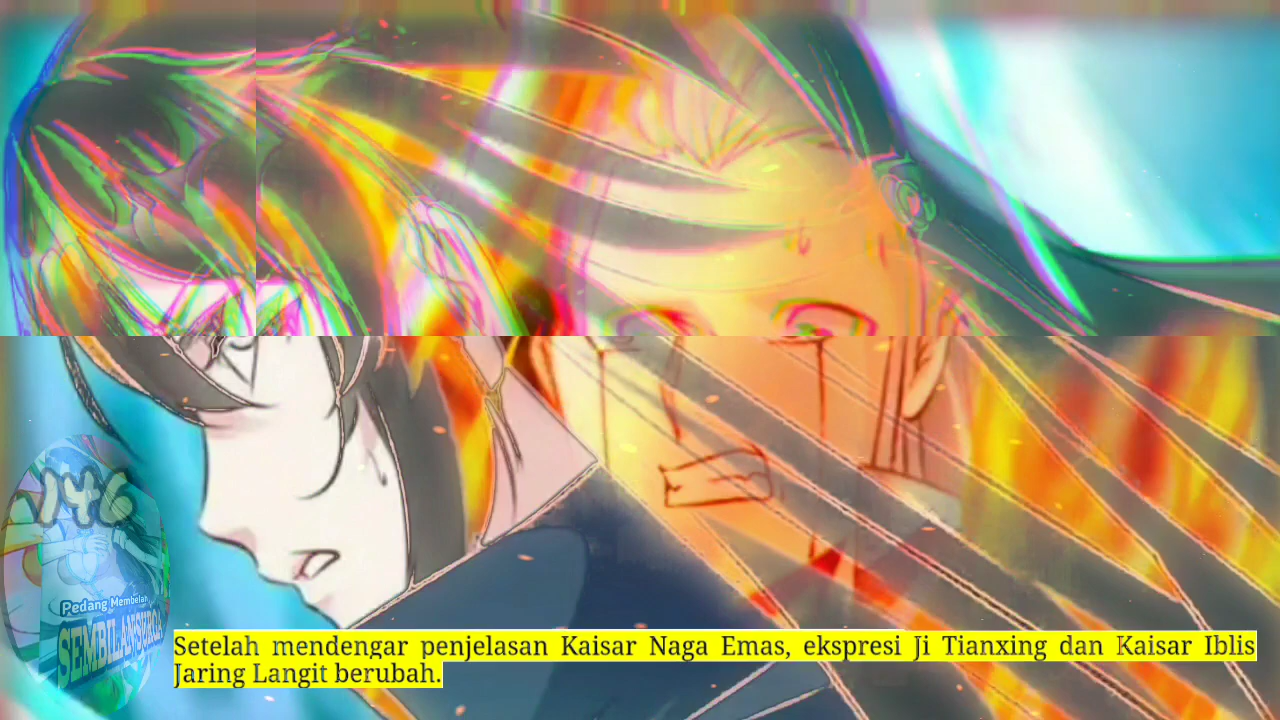 146
Pedang Membelah
SEMBILAN SURGA
Setelah mendengar penjelasan Kaisar Naga Emas, ekspresi Ji Tianxing dan Kaisar Iblis
Jaring Langit berubah.